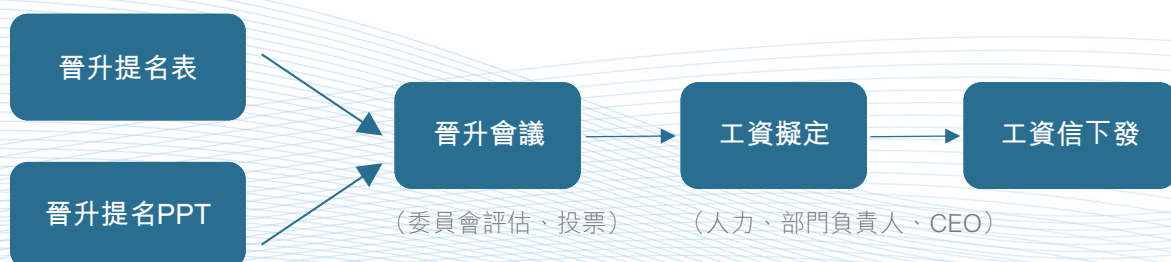 晉升提名表
晉升提名PPT
晉升會議
（委員會評估、投票）
工資擬定
（人力、部門負責人、CEO）
工資信下發